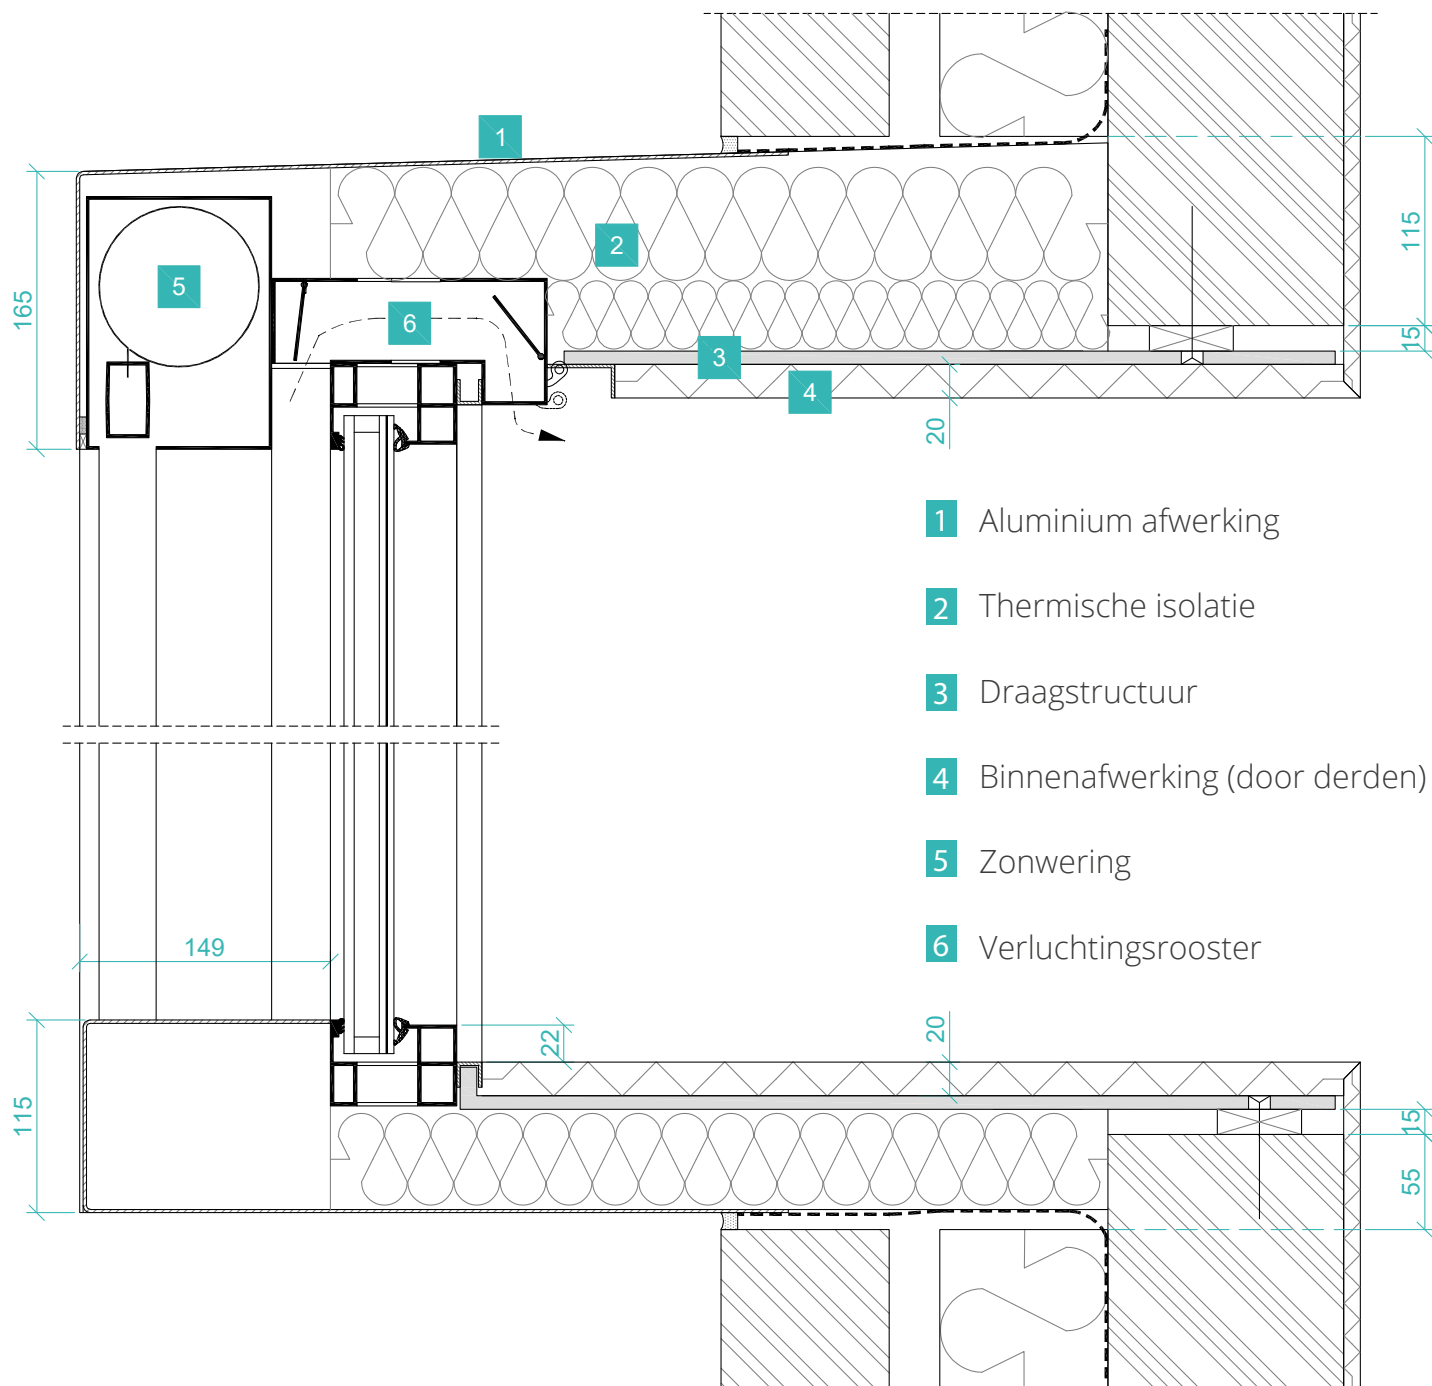 1
2
5
6
3
4
165
115
15
20
1 Aluminium afwerking
2 Thermische isolatie
3 Draagstructuur
4 Binnenafwerking (door derden)
5 Zonwering
6 Verluchtingsrooster
149
22
20
115
15
55